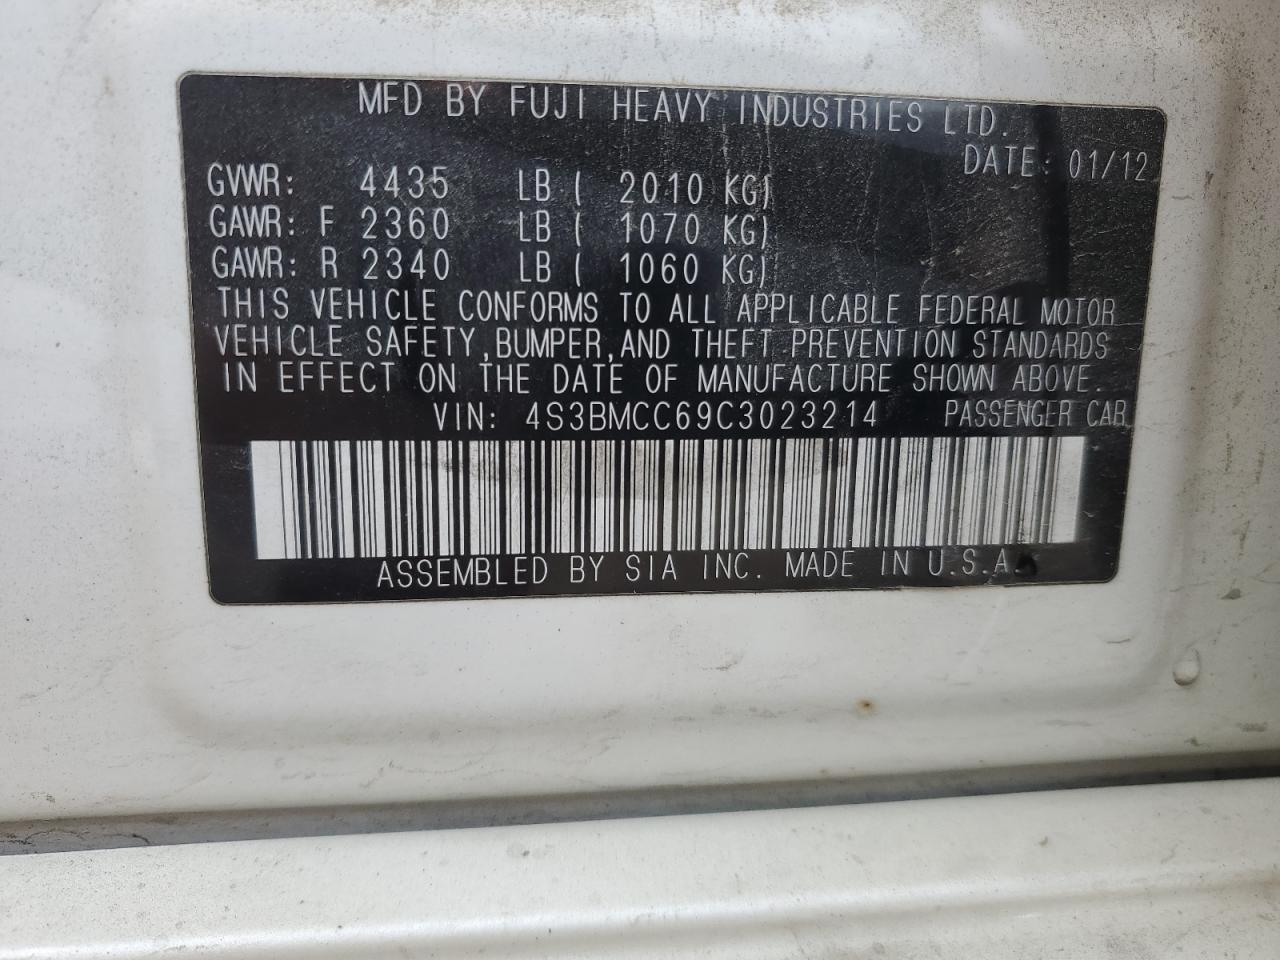 MFD BY FUJI HEAVY INDUSTRIES LTD.
DATE: 01/12
GVWR: 4435 LB ( 2010 KG)
GAWR: F 2360 LB ( 1070 KG)
GAWR: R 2340 LB ( 1060 KG)
THIS VEHICLE CONFORMS TO ALL APPLICABLE FEDERAL MOTOR
VEHICLE SAFETY,BUMPER,AND THEFT PREVENTION STANDARDS
IN EFFECT ON THE DATE OF MANUFACTURE SHOWN ABOVE.
VIN: 4S3BMCC69C3023214 PASSENGER CAR
ASSEMBLED BY SIA INC. MADE IN U.S.A.